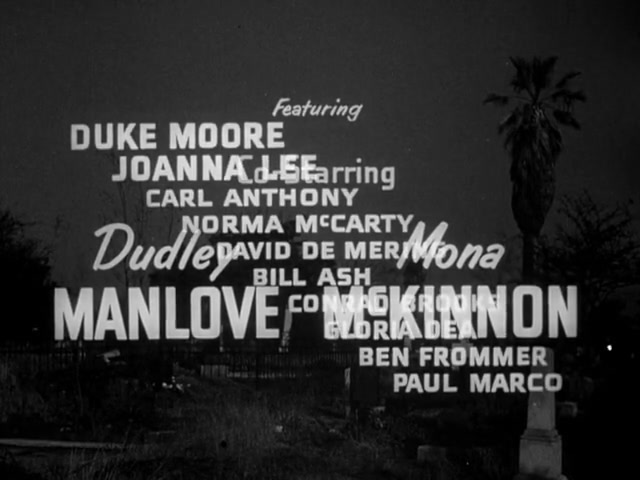 Featuring
DUKE MOORE
JOANNA LEE
Co-Starring
CARL ANTHONY
NORMA McCARTY
Dudley Mona
DAVID DE MERING
BILL ASH
MANLOVE McKINNON
CONRAD BROOKS
GLORIA DEA
BEN FROMMER
PAUL MARCO